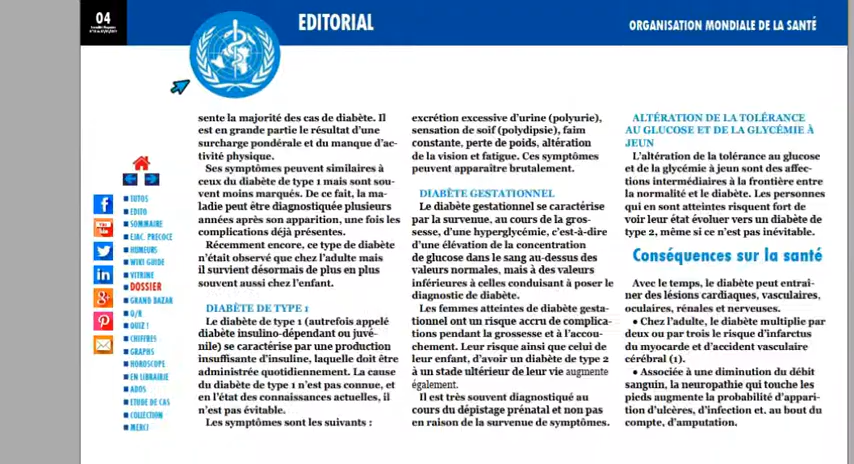 04
EDITORIAL
ORGANISATION MONDIALE DE LA SANTÉ
TUTOS
EDITO
SOMMAIRE
EJAC. PRECOCE
HUMEURS
WIKI GUIDE
VITRINE
DOSSIER
GRAND BAZAR
Q/R
QUIZ !
CHIFFRES
GRAPHS
HOROSCOPE
EN LIBRAIRIE
ADOS
ETUDE DE CAS
COLLECTION
MERCI
sente la majorité des cas de diabète. Il
est en grande partie le résultat d'une
surcharge pondérale et du manque d'ac-
tivité physique.
Ses symptômes peuvent similaires à
ceux du diabète de type 1 mais sont sou-
vent moins marqués. De ce fait, la ma-
ladie peut être diagnostiquée plusieurs
années après son apparition, une fois les
complications déjà présentes.
Récemment encore, ce type de diabète
n'était observé que chez l'adulte mais
il survient désormais de plus en plus
souvent aussi chez l'enfant.
DIABÈTE DE TYPE 1
Le diabète de type 1 (autrefois appelé
diabète insulino-dépendant ou juvé-
nile) se caractérise par une production
insuffisante d'insuline, laquelle doit être
administrée quotidiennement. La cause
du diabète de type 1 n'est pas connue, et
en l'état des connaissances actuelles, il
n'est pas évitable.
Les symptômes sont les suivants :
excrétion excessive d'urine (polyurie),
sensation de soif (polydipsie), faim
constante, perte de poids, altération
de la vision et fatigue. Ces symptômes
peuvent apparaître brutalement.
DIABÈTE GESTATIONNEL
Le diabète gestationnel se caractérise
par la survenue, au cours de la gros-
sesse, d'une hyperglycémie, c'est-à-dire
d'une élévation de la concentration
de glucose dans le sang au-dessus des
valeurs normales, mais à des valeurs
inférieures à celles conduisant à poser le
diagnostic de diabète.
Les femmes atteintes de diabète gesta-
tionnel ont un risque accru de complica-
tions pendant la grossesse et à l'accou-
chement. Leur risque ainsi que celui de
leur enfant, d'avoir un diabète de type 2
à un stade ultérieur de leur vie augmente
également.
Il est très souvent diagnostiqué au
cours du dépistage prénatal et non pas
en raison de la survenue de symptômes.
ALTÉRATION DE LA TOLÉRANCE
AU GLUCOSE ET DE LA GLYCÉMIE À
JEUN
L'altération de la tolérance au glucose
et de la glycémie à jeun sont des affec-
tions intermédiaires à la frontière entre
la normalité et le diabète. Les personnes
qui en sont atteintes risquent fort de
voir leur état évoluer vers un diabète de
type 2, même si ce n'est pas inévitable.
Conséquences sur la santé
Avec le temps, le diabète peut entraî-
ner des lésions cardiaques, vasculaires,
oculaires, rénales et nerveuses.
• Chez l'adulte, le diabète multiplie par
deux ou par trois le risque d'infarctus
du myocarde et d'accident vasculaire
cérébral (1).
• Associée à une diminution du débit
sanguin, la neuropathie qui touche les
pieds augmente la probabilité d'appari-
tion d'ulcères, d'infection et, au bout du
compte, d'amputation.